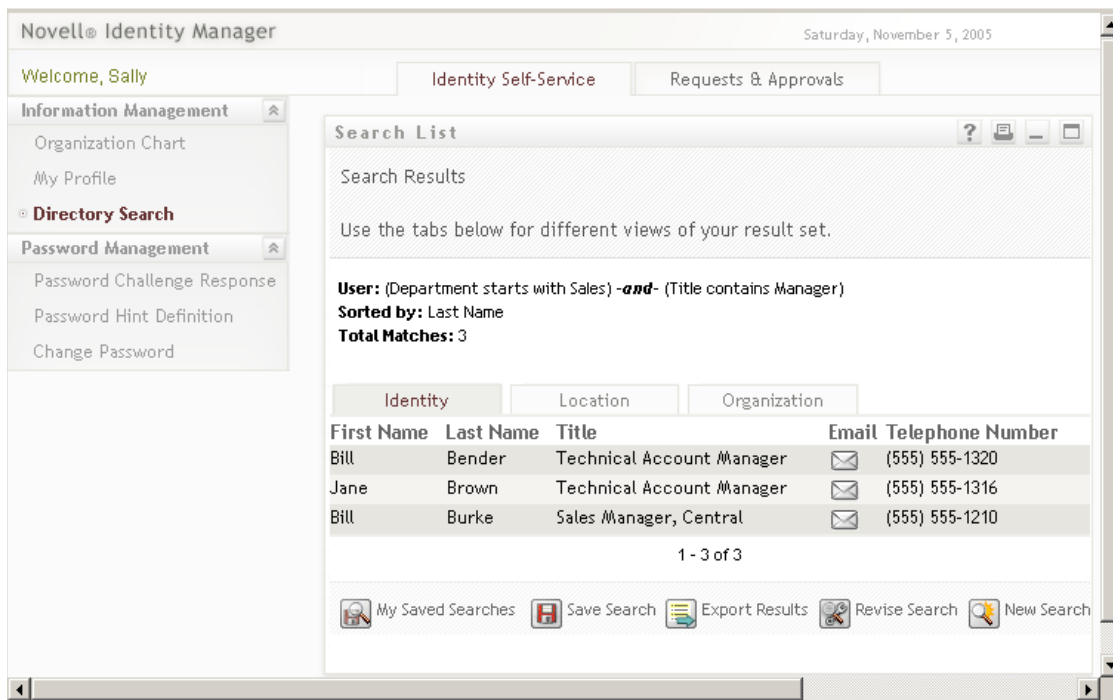 Novell® Identity Manager
Saturday, November 5, 2005
Welcome, Sally
Identity Self-Service
Requests & Approvals
Information Management
Organization Chart
My Profile
Directory Search
Password Management
Password Challenge Response
Password Hint Definition
Change Password
Search List
?
Search Results
Use the tabs below for different views of your result set.
User: (Department starts with Sales) -and- (Title contains Manager)
Sorted by: Last Name
Total Matches: 3
Identity Location Organization
First Name Last Name Title Email Telephone Number
Bill Bender Technical Account Manager (555) 555-1320
Jane Brown Technical Account Manager (555) 555-1316
Bill Burke Sales Manager, Central (555) 555-1210
1 - 3 of 3
My Saved Searches Save Search Export Results Revise Search New Search